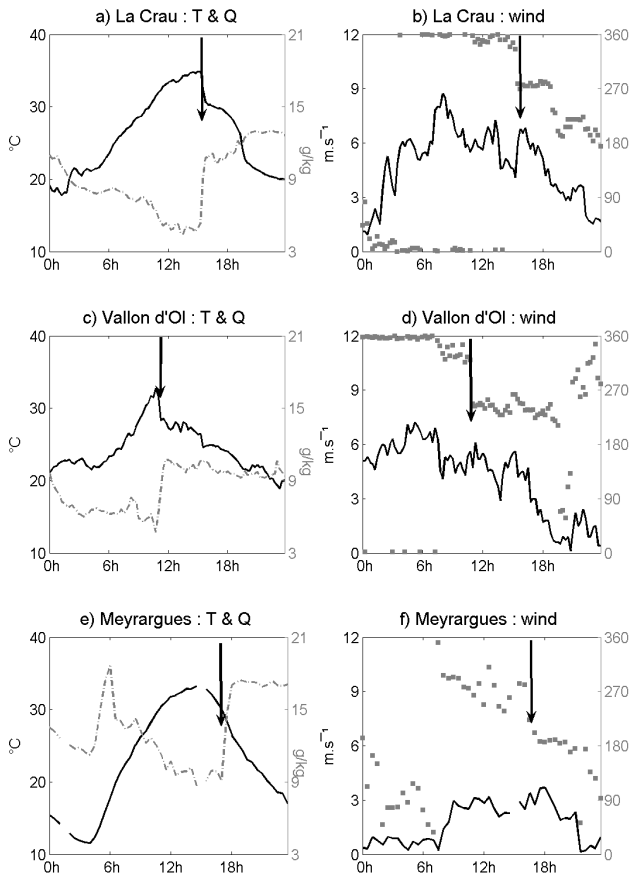 a) La Crau : T & Q
b) La Crau : wind
40
30
20
10
°C
21
15
9
3
g/kg
0h 6h 12h 18h
12
9
6
3
0
m.s⁻¹
360
270
180
90
0
0h 6h 12h 18h
c) Vallon d'Ol : T & Q
d) Vallon d'Ol : wind
40
30
20
10
°C
21
15
9
3
g/kg
0h 6h 12h 18h
12
9
6
3
0
m.s⁻¹
360
270
180
90
0
0h 6h 12h 18h
e) Meyrargues : T & Q
f) Meyrargues : wind
40
30
20
10
°C
21
15
9
3
g/kg
0h 6h 12h 18h
12
9
6
3
0
m.s⁻¹
360
270
180
90
0
0h 6h 12h 18h